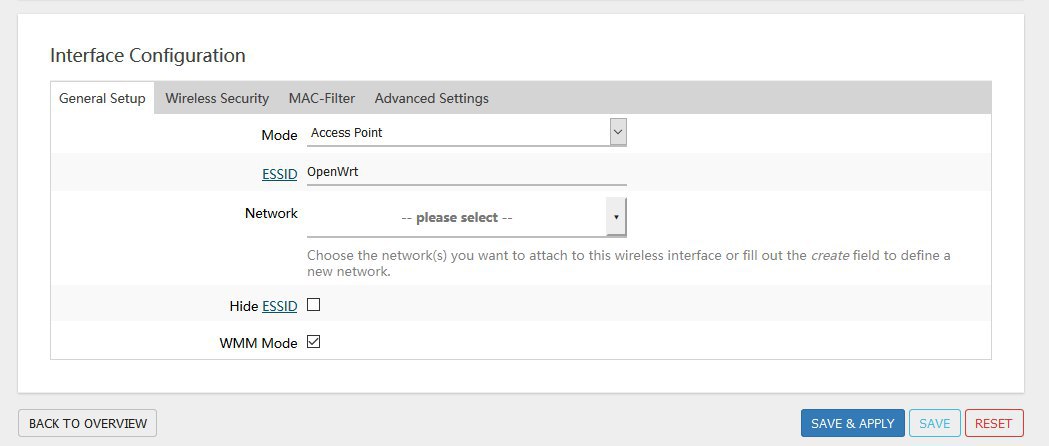 Interface Configuration
General Setup Wireless Security MAC-Filter Advanced Settings
Mode Access Point
ESSID OpenWrt
Network -- please select --
Choose the network(s) you want to attach to this wireless interface or fill out the create field to define a
new network.
Hide ESSID
WMM Mode
BACK TO OVERVIEW SAVE & APPLY SAVE RESET